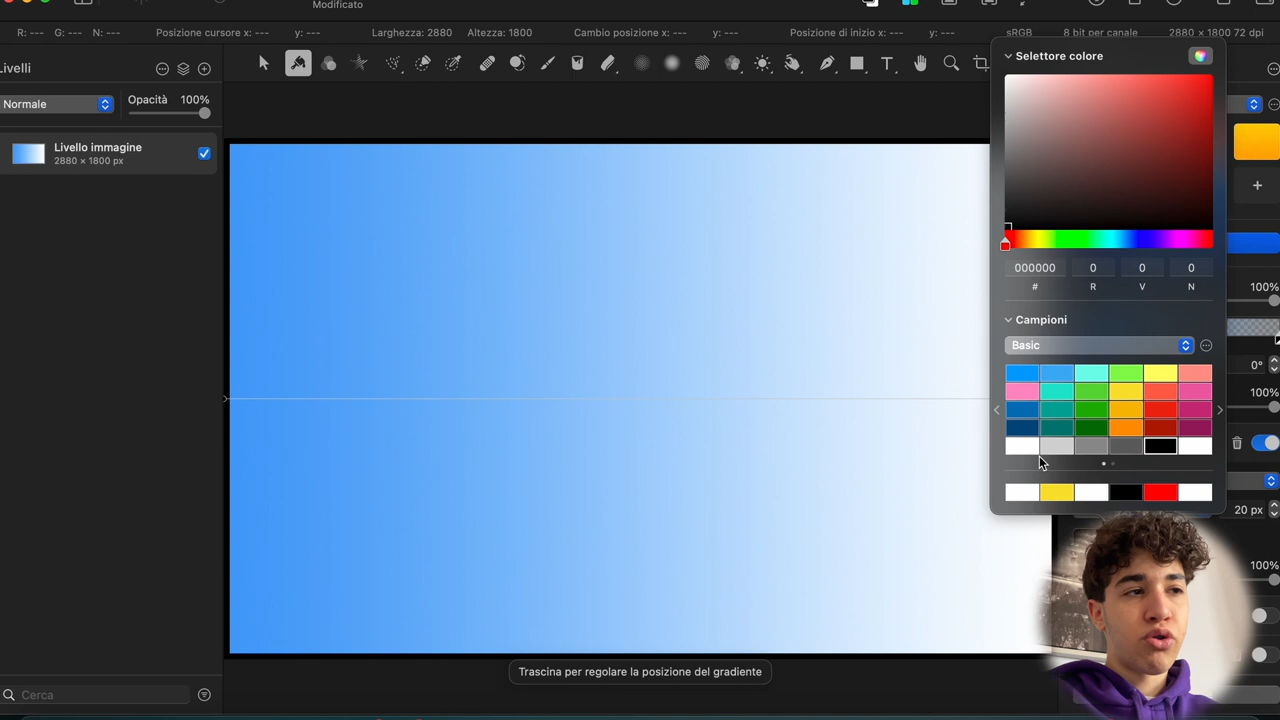 Modificato
R: --- G: --- N: --- Posizione cursore x: --- y: --- Larghezza: 2880 Altezza: 1800 Cambio posizione x: --- y: --- Posizione di inizio x: --- y: --- sRGB 8 bit per canale 2880 × 1800 72 dpi
Livelli
Selettore colore
Normale
Opacità 100%
Livello immagine
2880 × 1800 px
000000 0 0 0
# R V N
100%
Campioni
Basic
0°
100%
20 px
100%
Trascina per regolare la posizione del gradiente
Cerca